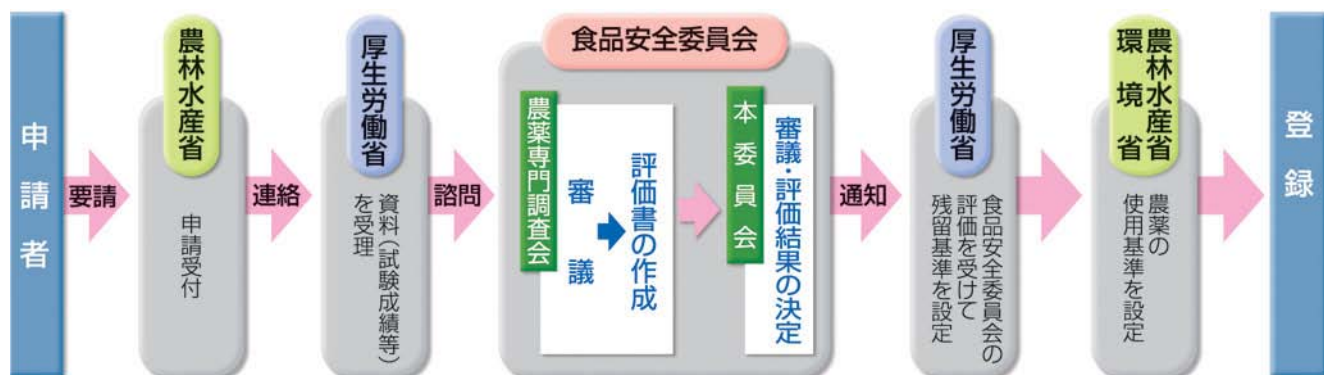 申請者
要請
農林水産省
申請受付
連絡
厚生労働省
資料（試験成績等）
を受理
諮問
食品安全委員会
農薬専門調査会
審議
評価書の作成
本委員会
審議・評価結果の決定
通知
厚生労働省
食品安全委員会の
評価を受けて
残留基準を設定
農林水産省
環境省
農薬の
使用基準を設定
登録